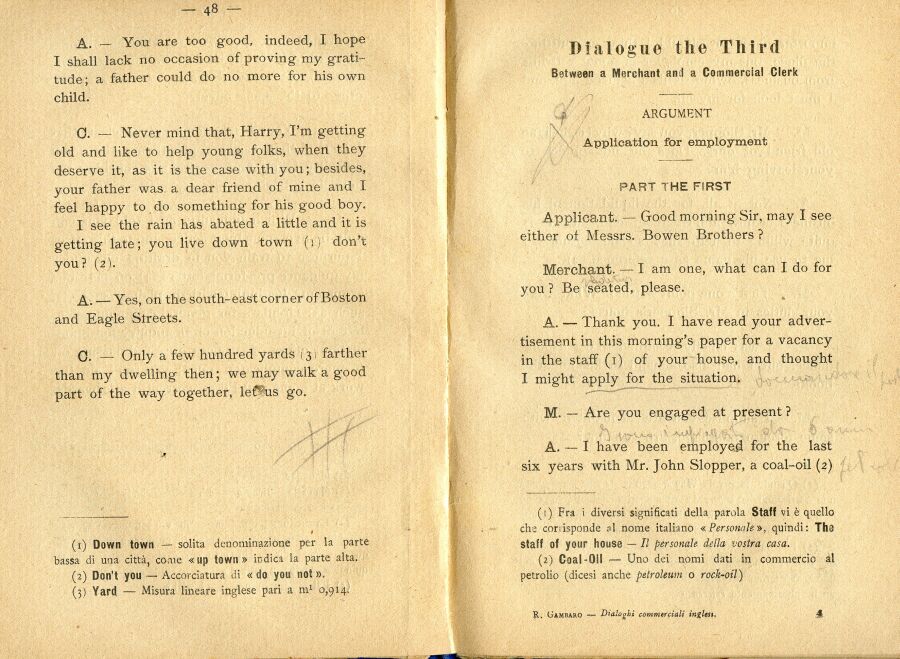 — 48 —
A. — You are too good, indeed, I hope
I shall lack no occasion of proving my grati-
tude; a father could do no more for his own
child.
C. — Never mind that, Harry, I'm getting
old and like to help young folks, when they
deserve it, as it is the case with you; besides,
your father was a dear friend of mine and I
feel happy to do something for his good boy.
I see the rain has abated a little and it is
getting late; you live down town (1) don't
you? (2).
A. — Yes, on the south-east corner of Boston
and Eagle Streets.
C. — Only a few hundred yards (3) farther
than my dwelling then; we may walk a good
part of the way together, let us go.
(1) Down town — solita denominazione per la parte
bassa di una città, come «up town» indica la parte alta.
(2) Don't you — Accorciatura di «do you not».
(3) Yard — Misura lineare inglese pari a m¹ 0,914.
Dialogue the Third
Between a Merchant and a Commercial Clerk
ARGUMENT
Application for employment
PART THE FIRST
Applicant. — Good morning Sir, may I see
either of Messrs. Bowen Brothers?
Merchant. — I am one, what can I do for
you? Be seated, please.
A. — Thank you. I have read your adver-
tisement in this morning's paper for a vacancy
in the staff (1) of your house, and thought
I might apply for the situation.
M. — Are you engaged at present?
A. — I have been employed for the last
six years with Mr. John Slopper, a coal-oil (2)
(1) Fra i diversi significati della parola Staff vi è quello
che corrisponde al nome italiano «Personale», quindi: The
staff of your house — Il personale della vostra casa.
(2) Coal-Oil — Uno dei nomi dati in commercio al
petrolio (dicesi anche petroleum o rock-oil)
R. Gambaro — Dialoghi commerciali inglesi. 4